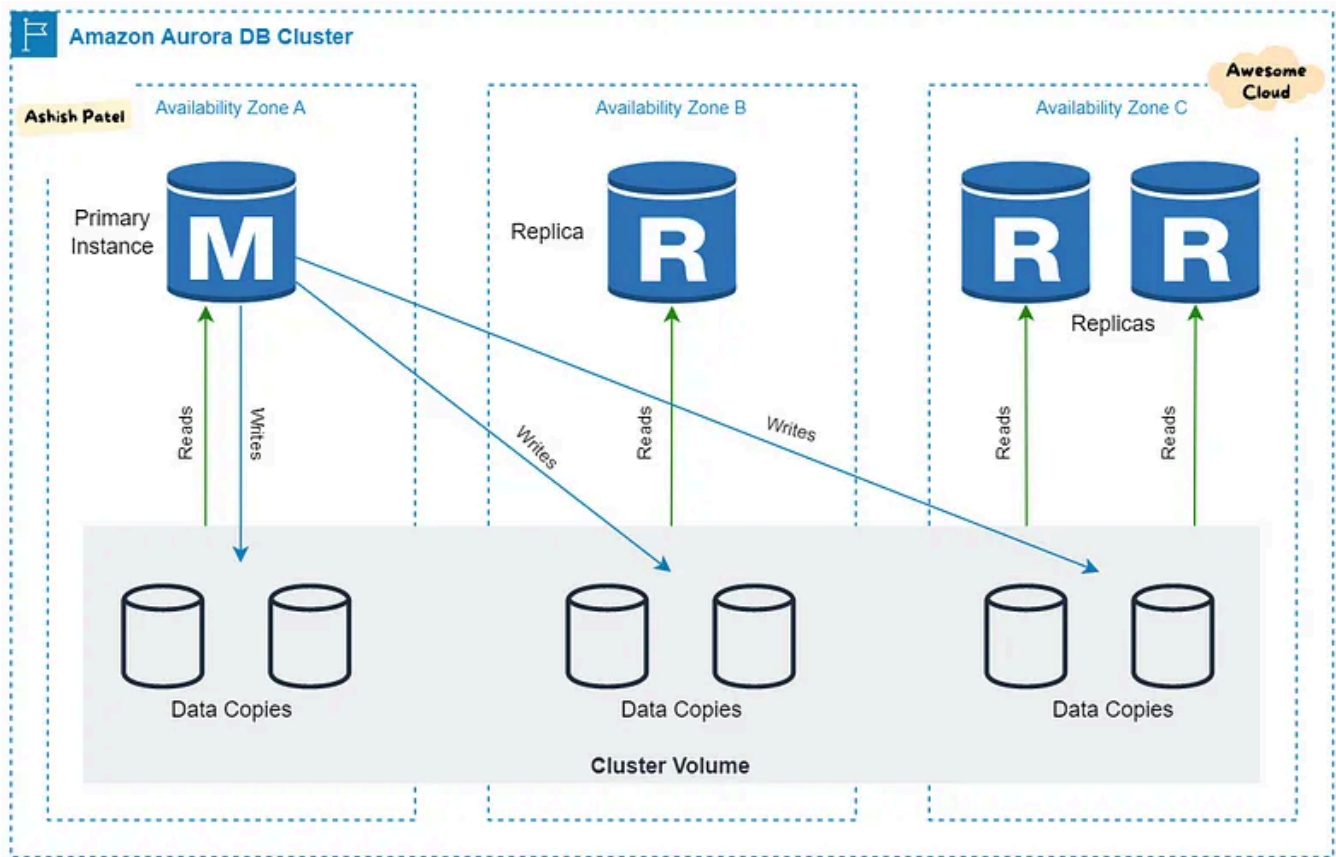 Amazon Aurora DB Cluster
Awesome
Cloud
Ashish Patel
Availability Zone A
Availability Zone B
Availability Zone C
Primary
Instance
M
Replica
R
R
R
Replicas
Reads
Writes
Writes
Reads
Writes
Reads
Reads
Data Copies
Data Copies
Data Copies
Cluster Volume